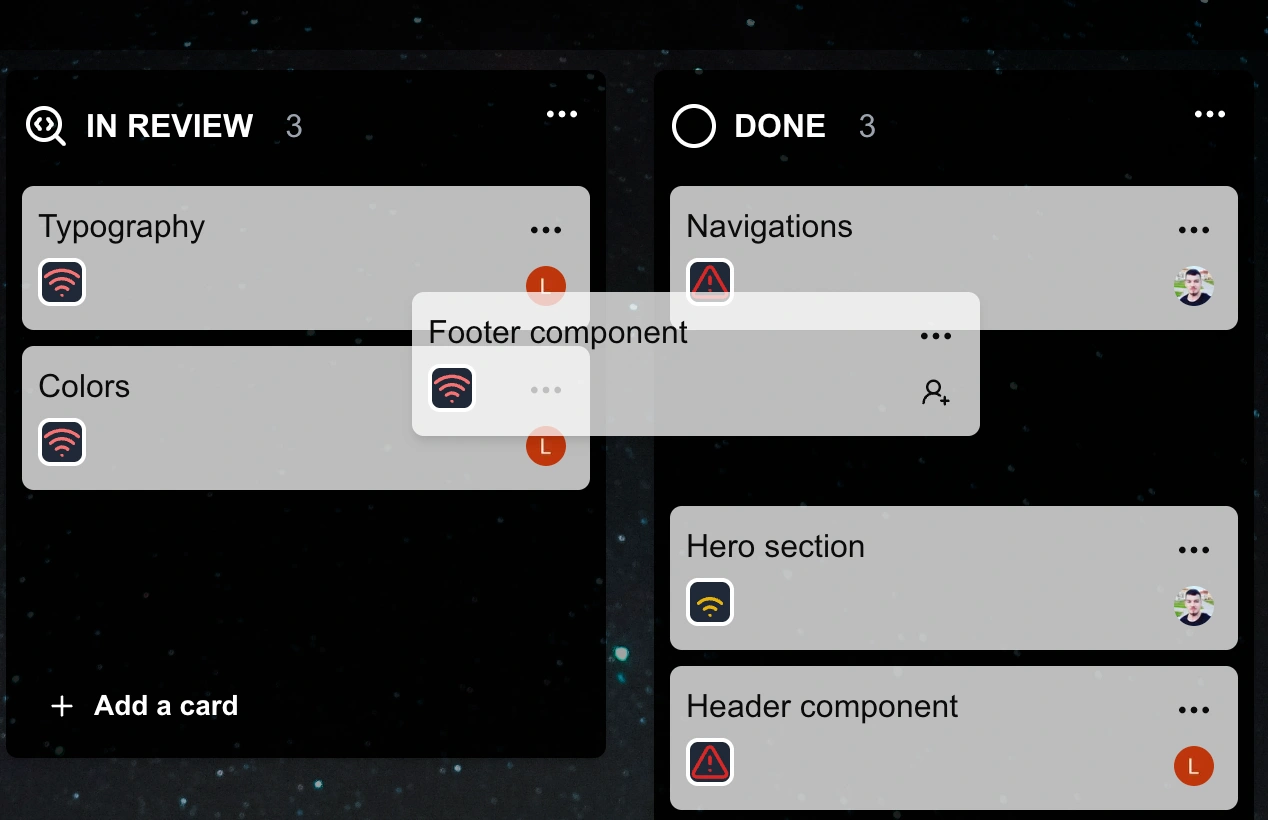 IN REVIEW 3
Typography
L
Colors
L
Add a card
Footer component
DONE 3
Navigations
Hero section
Header component
L